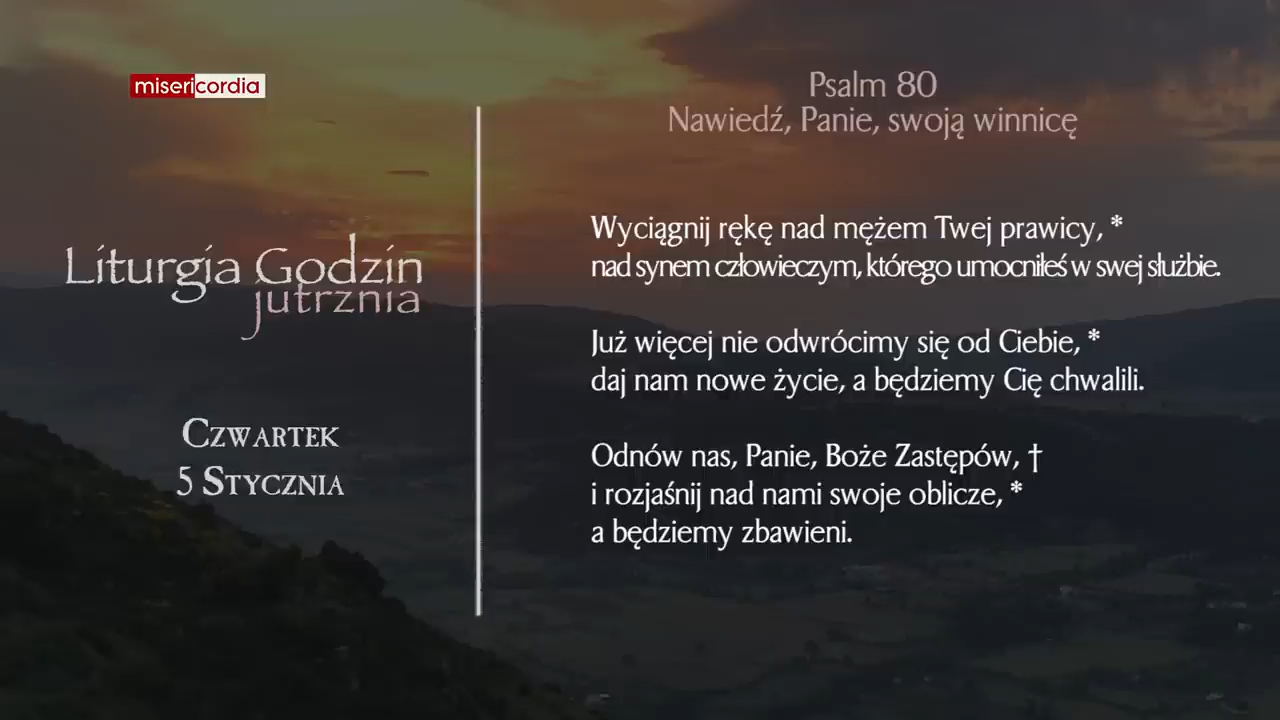 misericordia
Liturgia Godzin
jutrznia
Czwartek
5 Stycznia
Psalm 80
Nawiedź, Panie, swoją winnicę
Wyciągnij rękę nad mężem Twej prawicy, *
nad synem człowieczym, którego umocniłeś w swej służbie.
Już więcej nie odwrócimy się od Ciebie, *
daj nam nowe życie, a będziemy Cię chwalili.
Odnów nas, Panie, Boże Zastępów, †
i rozjaśnij nad nami swoje oblicze, *
a będziemy zbawieni.